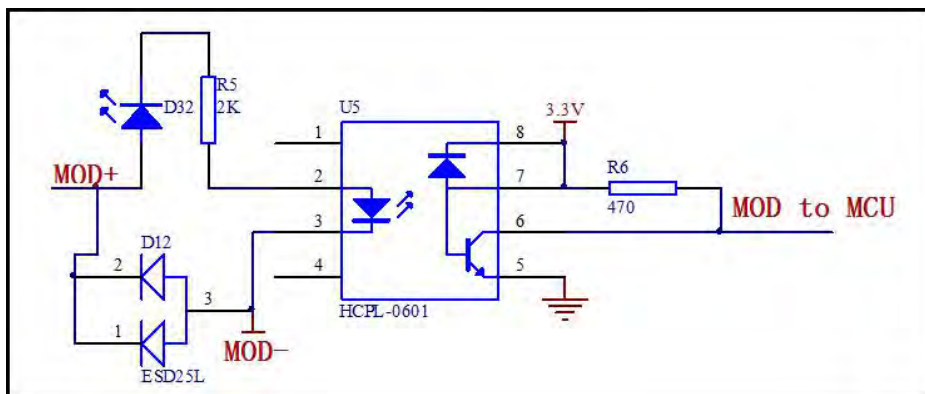 R5
D32
2K
U5
1
8
3.3V
MOD+
2
7
R6
470
MOD to MCU
3
6
D12
2
4
5
3
1
HCPL-0601
MOD-
ESD25L